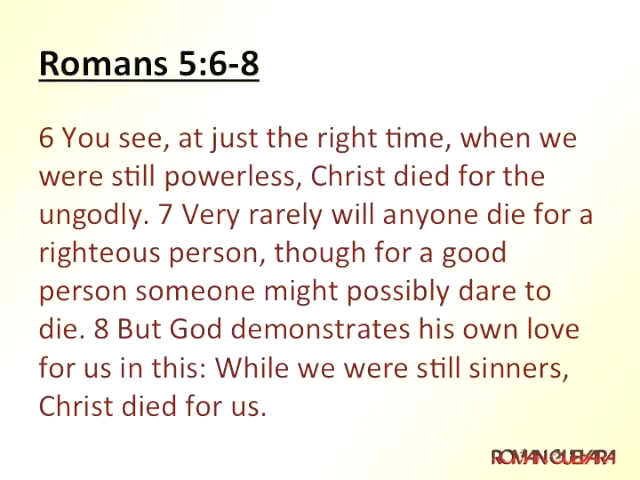 Romans 5:6-8
6 You see, at just the right time, when we
were still powerless, Christ died for the
ungodly. 7 Very rarely will anyone die for a
righteous person, though for a good
person someone might possibly dare to
die. 8 But God demonstrates his own love
for us in this: While we were still sinners,
Christ died for us.
ROMAN GUEVARA